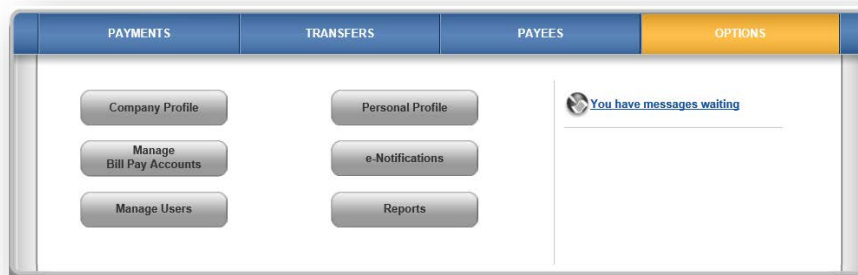 PAYMENTS
TRANSFERS
PAYEES
OPTIONS
Company Profile
Personal Profile
You have messages waiting
Manage
Bill Pay Accounts
e-Notifications
Manage Users
Reports